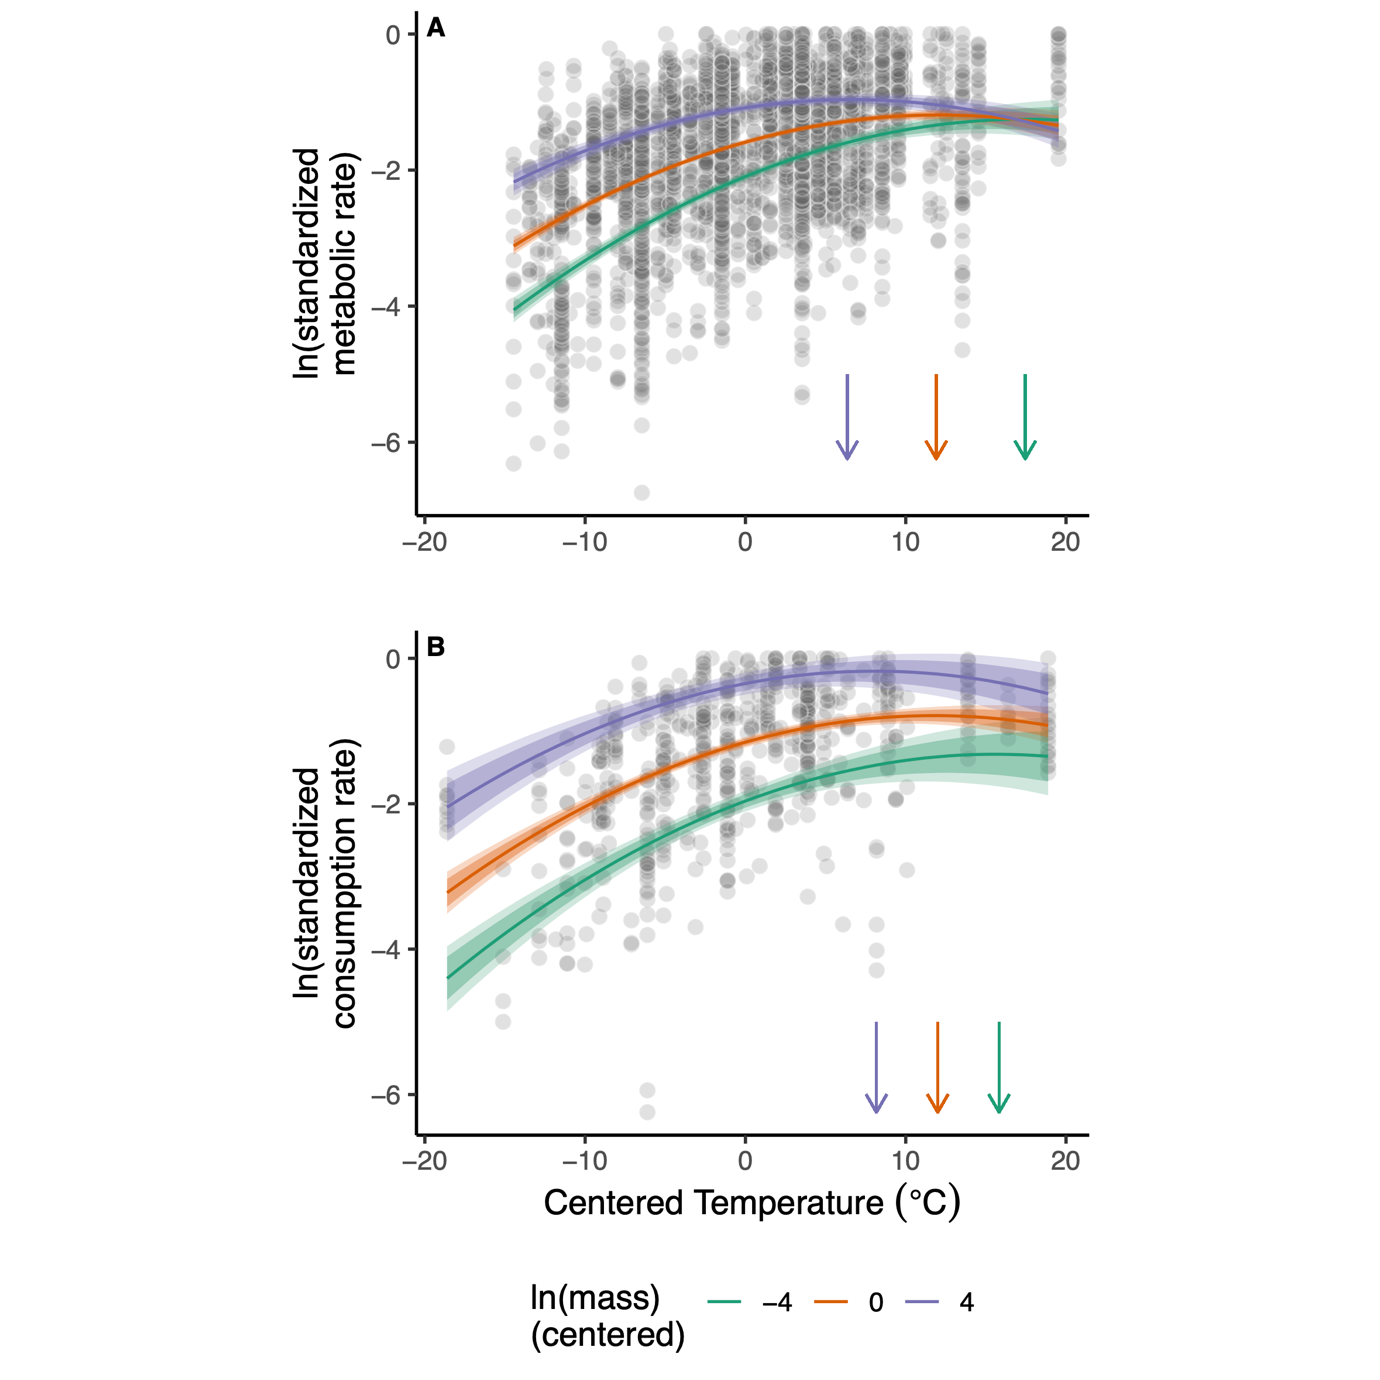 A
0
−2
−4
−6
ln(standardized
metabolic rate)
−20 −10 0 10 20
B
0
−2
−4
−6
ln(standardized
consumpption rate)
−20 −10 0 10 20
Centered Temperature (°C)
ln(mass)
(centered)
−4 0 4